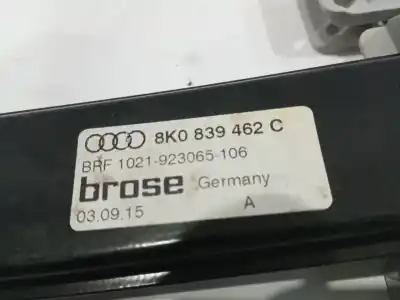 8K0 839 462 C
BRF 1021-923065-106
brose Germany
03.09.15 A